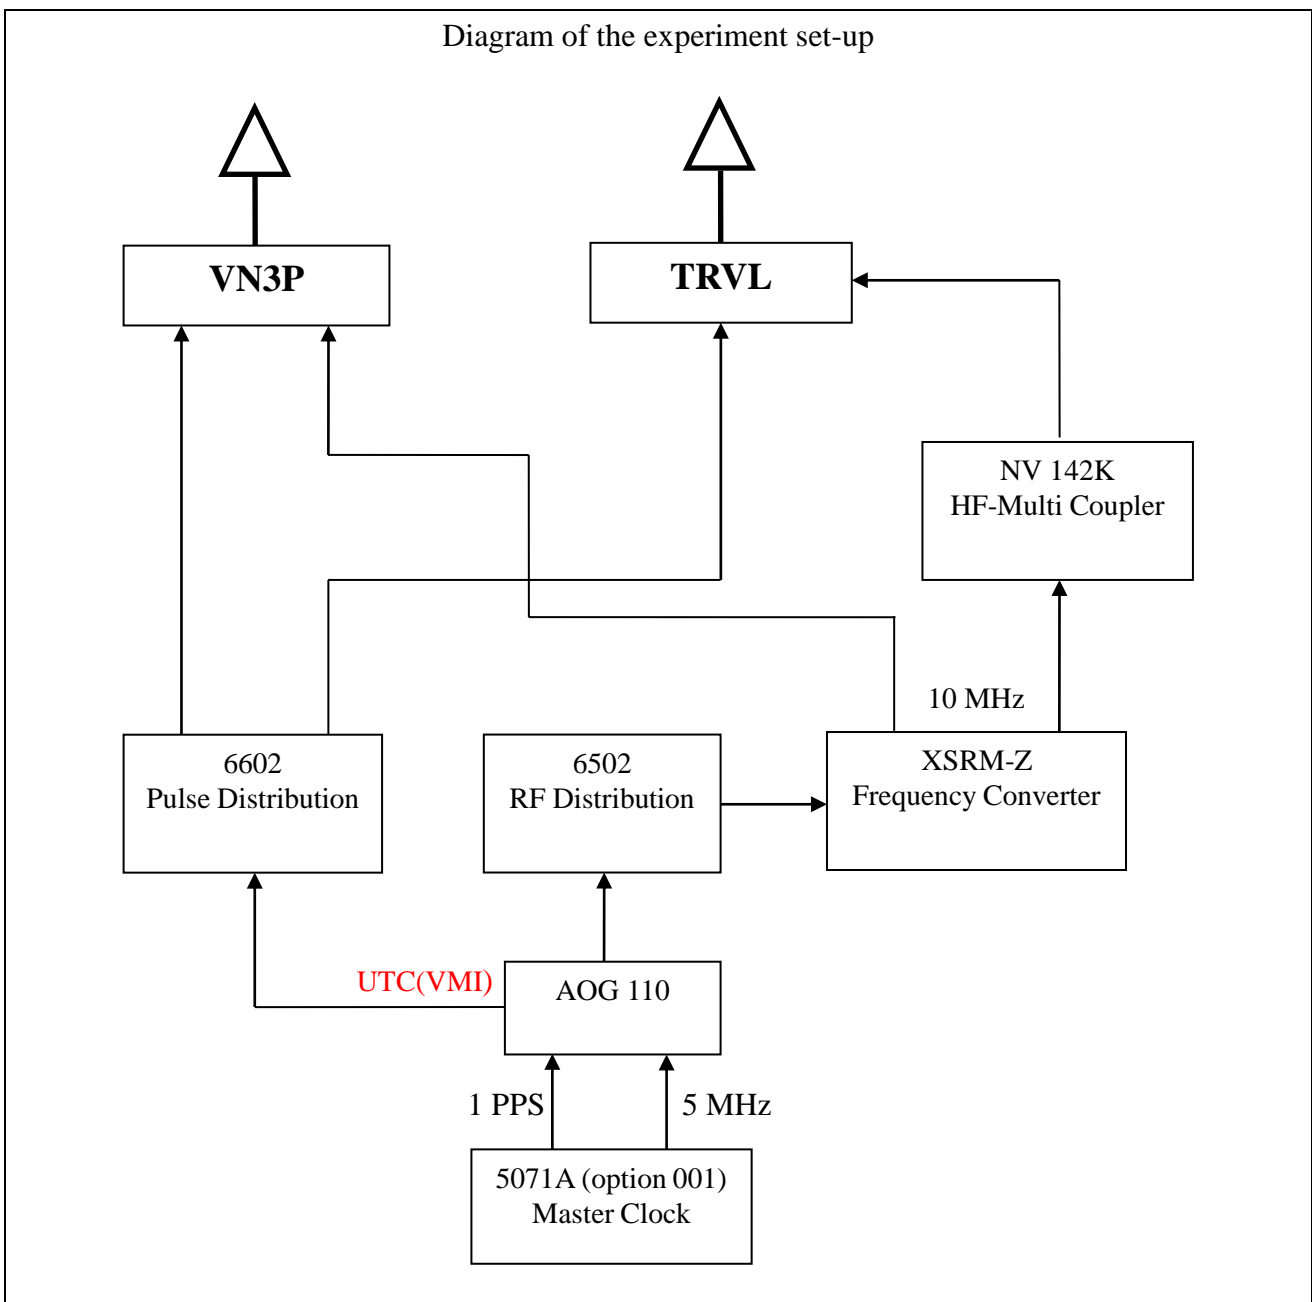 Diagram of the experiment set-up
VN3P
TRVL
NV 142K
HF-Multi Coupler
10 MHz
6602
Pulse Distribution
6502
RF Distribution
XSRM-Z
Frequency Converter
UTC(VMI)
AOG 110
1 PPS
5 MHz
5071A (option 001)
Master Clock